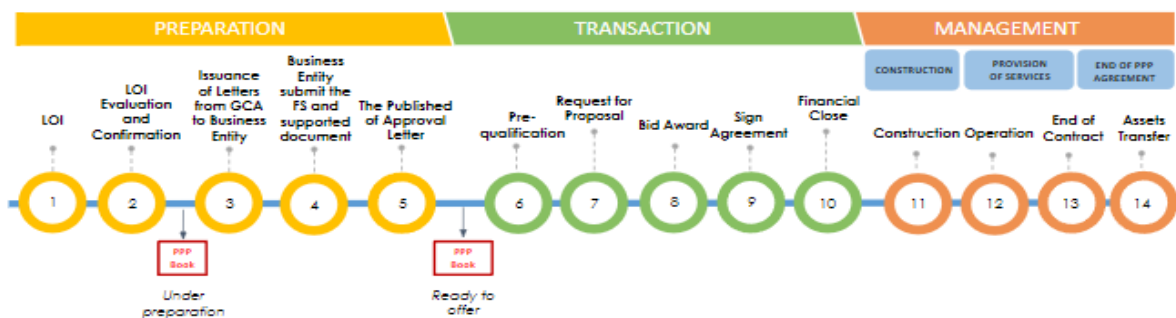 PREPARATION
TRANSACTION
MANAGEMENT
CONSTRUCTION
PROVISION
OF SERVICES
END OF PPP
AGREEMENT
LOI
LOI
Evaluation
and
Confirmation
Issuance
of Letters
from GCA
to Business
Entity
Business
Entity
submit the
FS and
supported
document
The Published
of Approval
Letter
Pre-
qualification
Request for
Proposal
Bid Award
Sign
Agreement
Financial
Close
Construction
Operation
End of
Contract
Assets
Transfer
1
2
3
4
5
6
7
8
9
10
11
12
13
14
PPP
Book
Under
preparation
PPP
Book
Ready to
offer